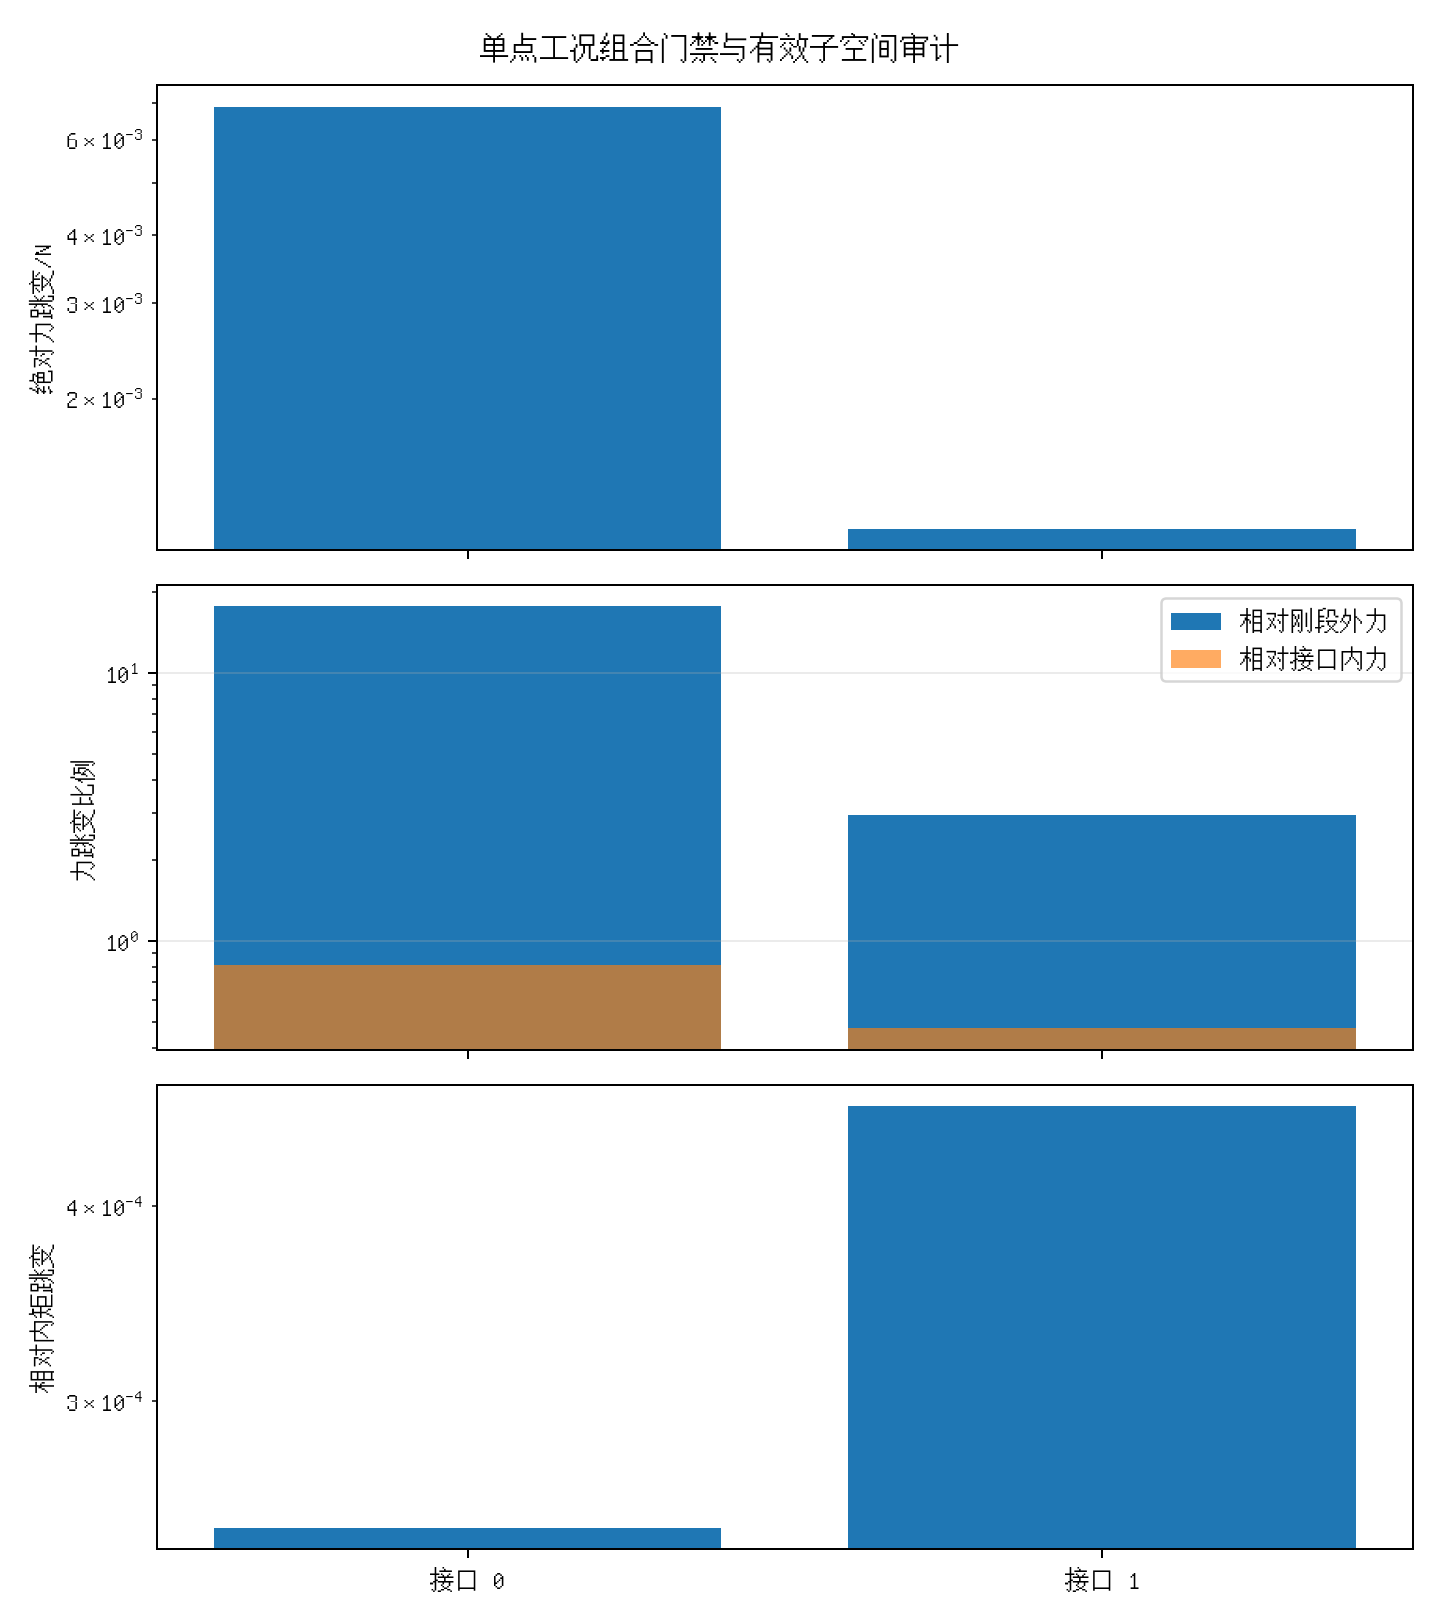 单点工况组合门禁与有效子空间审计
绝对力跳变/N
6×10⁻³
4×10⁻³
3×10⁻³
2×10⁻³
力跳变比例
10¹
10⁰
相对刚段外力
相对接口内力
相对内矩跳变
4×10⁻⁴
3×10⁻⁴
接口 0
接口 1